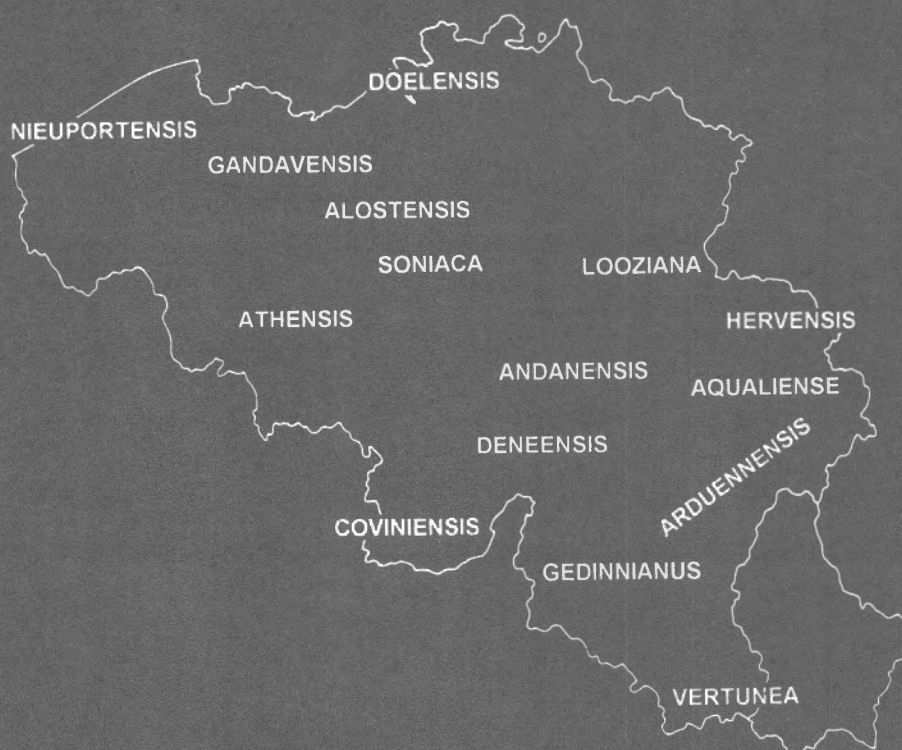 DOELENSIS
NIEUPORTENSIS
GANDAVENSIS
ALOSTENSIS
SONIACA
LOOZIANA
ATHENSIS
HERVENSIS
ANDANENSIS
AQUALIENSE
DENEENSIS
ARDUENNENSIS
COVINIENSIS
GEDINNIANUS
VERTUNEA